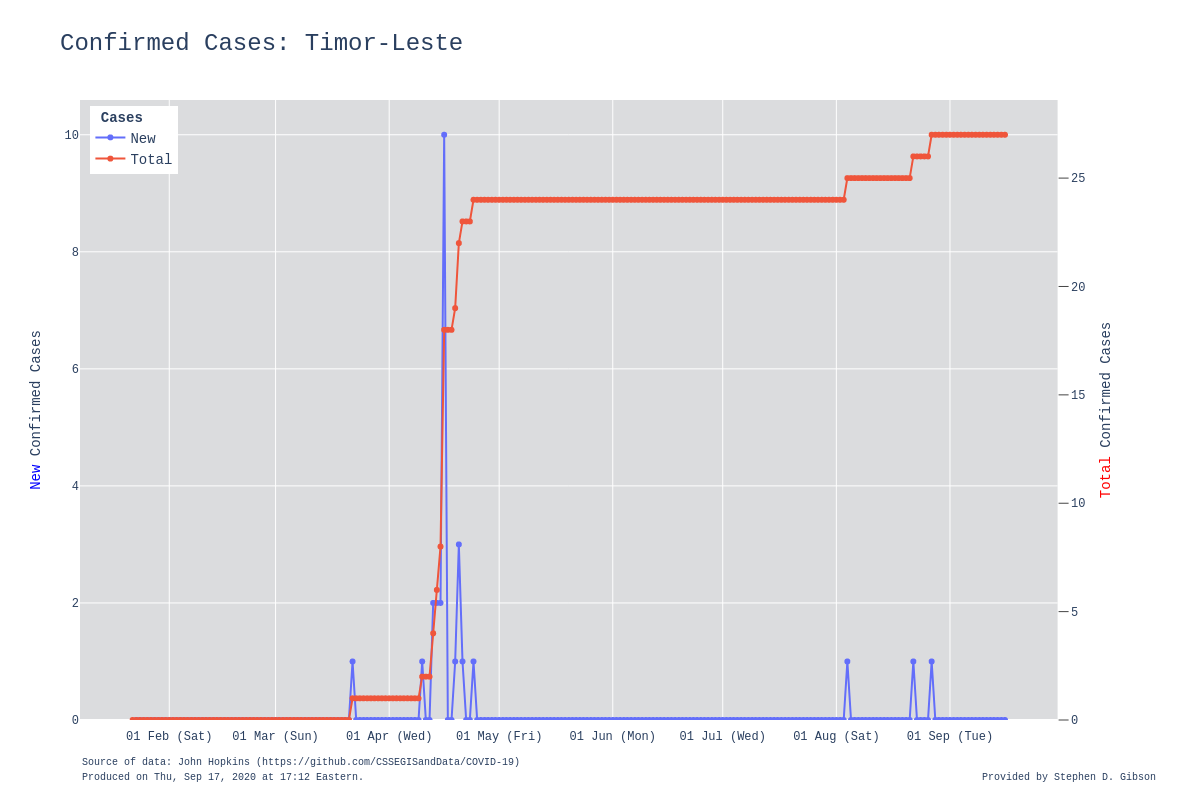 Confirmed Cases: Timor-Leste
Cases
New
Total
10
8
6
4
2
0
25
20
15
10
5
0
New Confirmed Cases
Total Confirmed Cases
01 Feb (Sat) 01 Mar (Sun) 01 Apr (Wed) 01 May (Fri) 01 Jun (Mon) 01 Jul (Wed) 01 Aug (Sat) 01 Sep (Tue)
Source of data: John Hopkins (https://github.com/CSSEGISandData/COVID-19)
Produced on Thu, Sep 17, 2020 at 17:12 Eastern.
Provided by Stephen D. Gibson